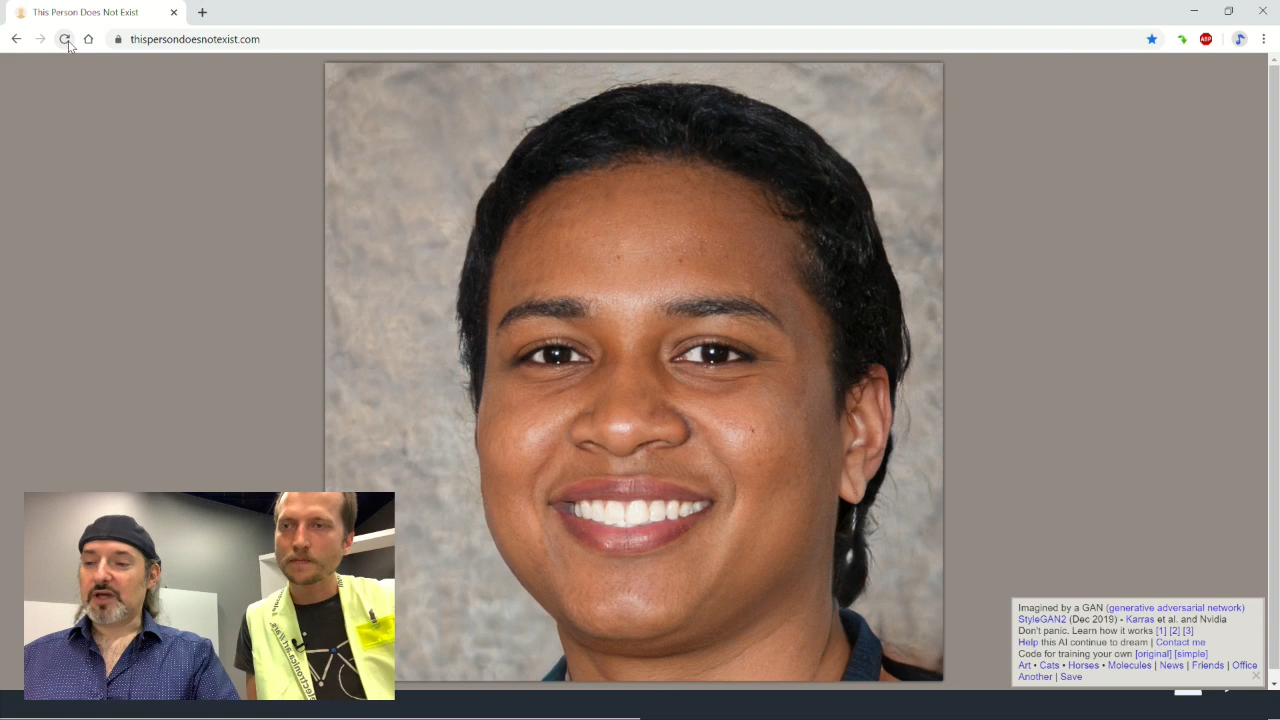 This Person Does Not Exist
thispersondoesnotexist.com
ABP
Imagined by a GAN (generative adversarial network)
StyleGAN2 (Dec 2019) - Karras et al. and Nvidia
Don't panic. Learn how it works [1] [2] [3]
Help this AI continue to dream | Contact me
Code for training your own [original] [simple]
Art • Cats • Horses • Molecules | News | Friends | Office
Another | Save